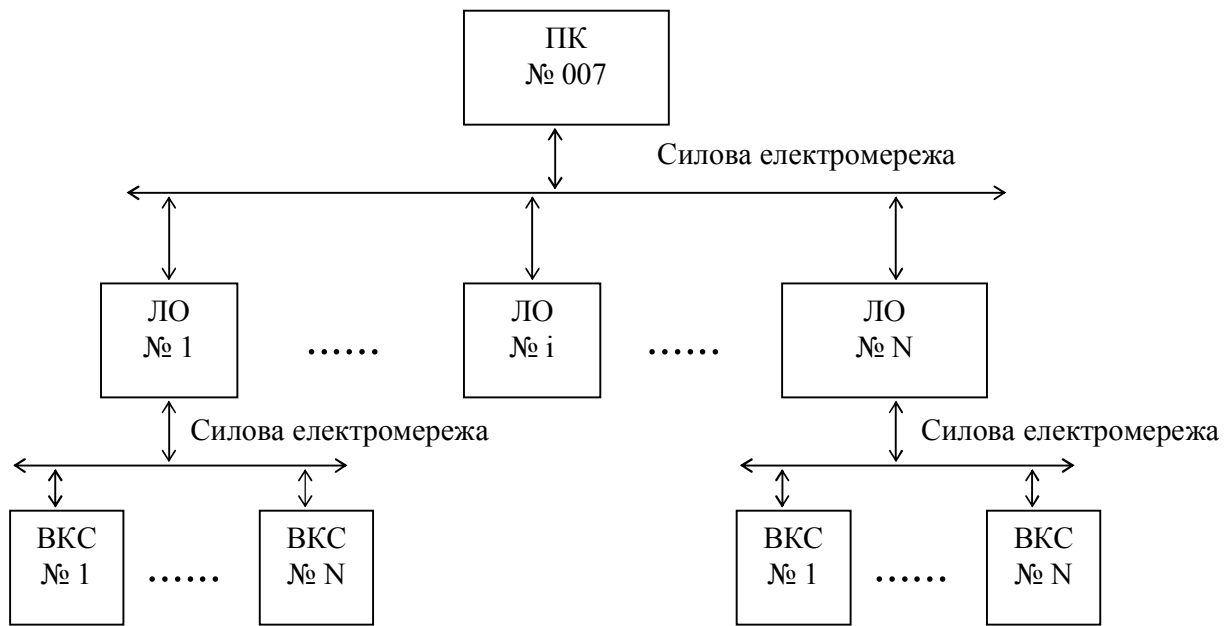 ПК
№ 007
Силова електромережа
ЛО
№ 1
......
ЛО
№ i
......
ЛО
№ N
Силова електромережа
Силова електромережа
ВКС
№ 1
......
ВКС
№ N
ВКС
№ 1
......
ВКС
№ N